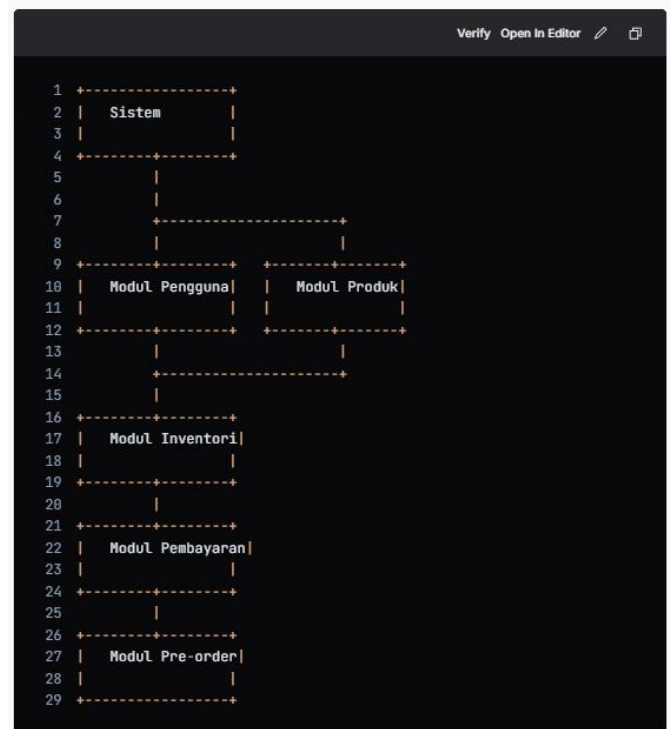 Verify Open In Editor
1 +------------------+
2 |   Sistem        |
3 |                 |
4 +--------+--------+
5          |
6          |
7          +---------------------+
8          |                     |
9 +--------+--------+   +-------+-------+
10 |   Modul Pengguna|   |   Modul Produk|
11 |                 |   |               |
12 +--------+--------+   +-------+-------+
13          |                     |
14          +---------------------+
15          |
16 +--------+--------+
17 |   Modul Inventori|
18 |                 |
19 +--------+--------+
20          |
21 +--------+--------+
22 |   Modul Pembayaran|
23 |                 |
24 +--------+--------+
25          |
26 +--------+--------+
27 |   Modul Pre-order|
28 |                 |
29 +-----------------+